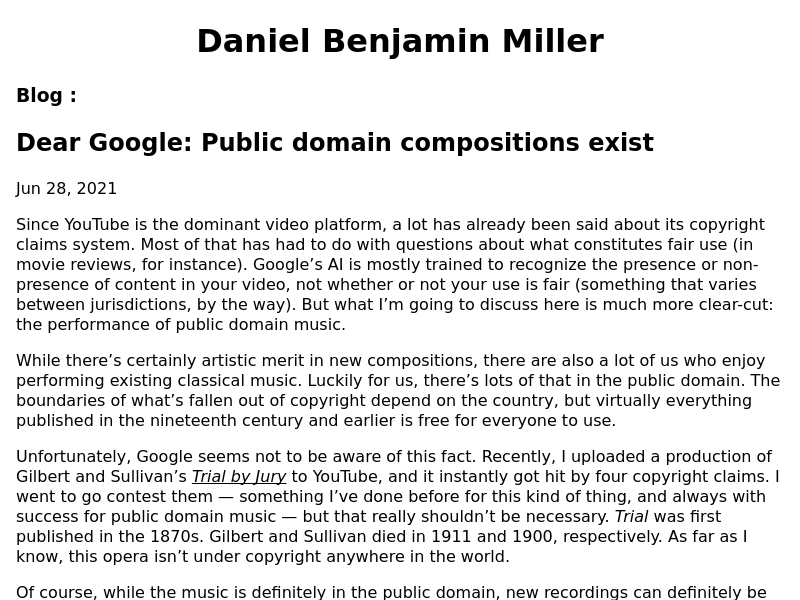 Daniel Benjamin Miller
Blog :
Dear Google: Public domain compositions exist
Jun 28, 2021
Since YouTube is the dominant video platform, a lot has already been said about its copyright
claims system. Most of that has had to do with questions about what constitutes fair use (in
movie reviews, for instance). Google’s AI is mostly trained to recognize the presence or non-
presence of content in your video, not whether or not your use is fair (something that varies
between jurisdictions, by the way). But what I’m going to discuss here is much more clear-cut:
the performance of public domain music.
While there’s certainly artistic merit in new compositions, there are also a lot of us who enjoy
performing existing classical music. Luckily for us, there’s lots of that in the public domain. The
boundaries of what’s fallen out of copyright depend on the country, but virtually everything
published in the nineteenth century and earlier is free for everyone to use.
Unfortunately, Google seems not to be aware of this fact. Recently, I uploaded a production of
Gilbert and Sullivan’s Trial by Jury to YouTube, and it instantly got hit by four copyright claims. I
went to go contest them — something I’ve done before for this kind of thing, and always with
success for public domain music — but that really shouldn’t be necessary. Trial was first
published in the 1870s. Gilbert and Sullivan died in 1911 and 1900, respectively. As far as I
know, this opera isn’t under copyright anywhere in the world.
Of course, while the music is definitely in the public domain, new recordings can definitely be